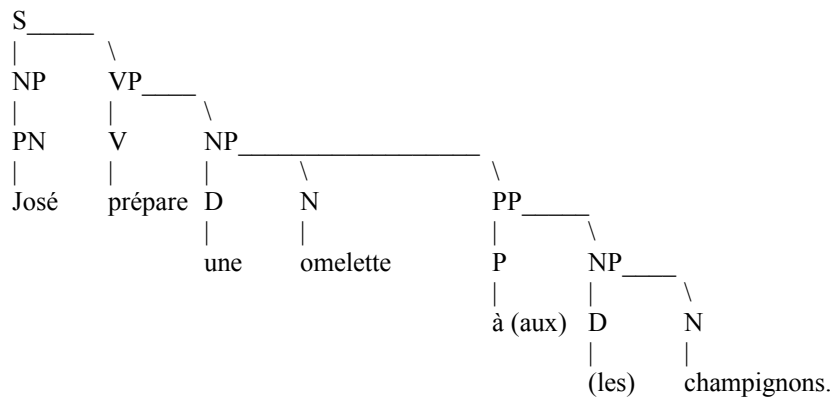 S
NP VP
PN V NP
José prépare D N PP
une omelette P NP
à (aux) D N
(les) champignons.